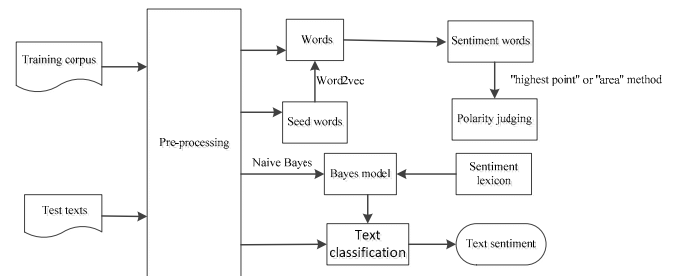 Training corpus
Test texts
Pre-processing
Words
Word2vec
Seed words
Sentiment words
"highest point" or "area" method
Polarity judging
Naive Bayes
Bayes model
Sentiment
lexicon
Text
classification
Text sentiment